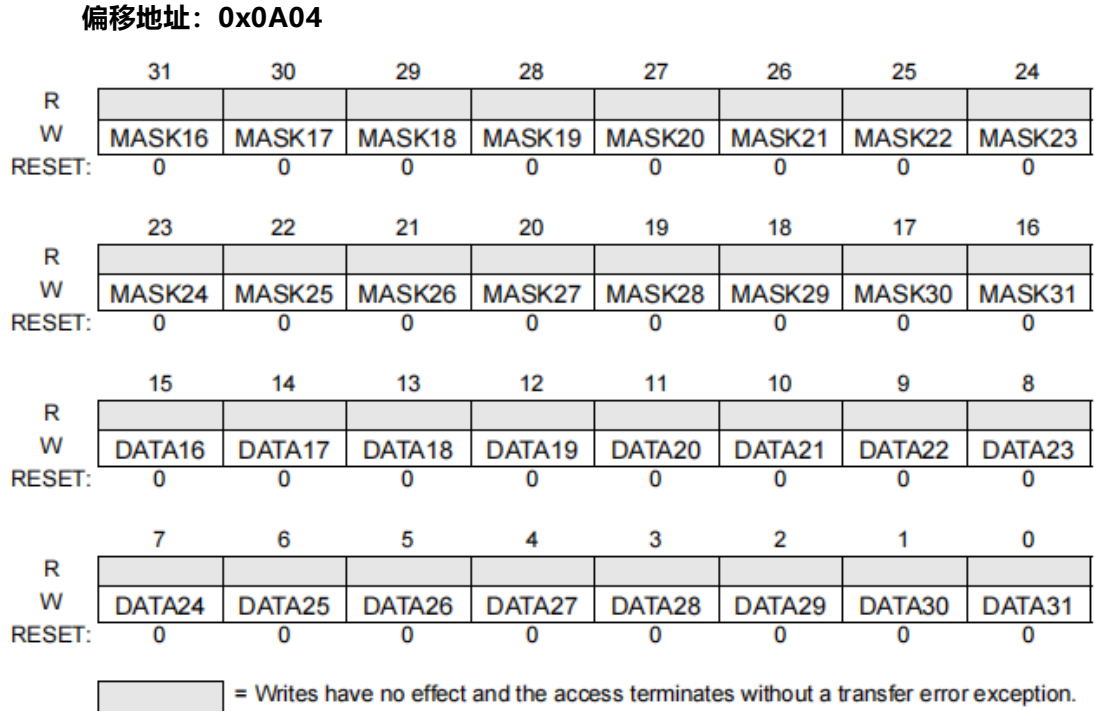 偏移地址：0x0A04
31 30 29 28 27 26 25 24
R
W MASK16 MASK17 MASK18 MASK19 MASK20 MASK21 MASK22 MASK23
RESET: 0 0 0 0 0 0 0 0
23 22 21 20 19 18 17 16
R
W MASK24 MASK25 MASK26 MASK27 MASK28 MASK29 MASK30 MASK31
RESET: 0 0 0 0 0 0 0 0
15 14 13 12 11 10 9 8
R
W DATA16 DATA17 DATA18 DATA19 DATA20 DATA21 DATA22 DATA23
RESET: 0 0 0 0 0 0 0 0
7 6 5 4 3 2 1 0
R
W DATA24 DATA25 DATA26 DATA27 DATA28 DATA29 DATA30 DATA31
RESET: 0 0 0 0 0 0 0 0
= Writes have no effect and the access terminates without a transfer error exception.